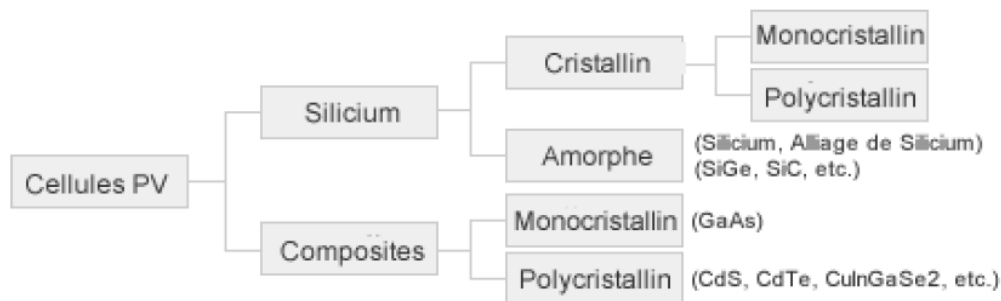 Cellules PV
Silicium
Cristallin
Monocristallin
Polycristallin
Amorphe
(Silicium, Alliage de Silicium)
(SiGe, SiC, etc.)
Composites
Monocristallin
(GaAs)
Polycristallin
(CdS, CdTe, CuInGaSe2, etc.)